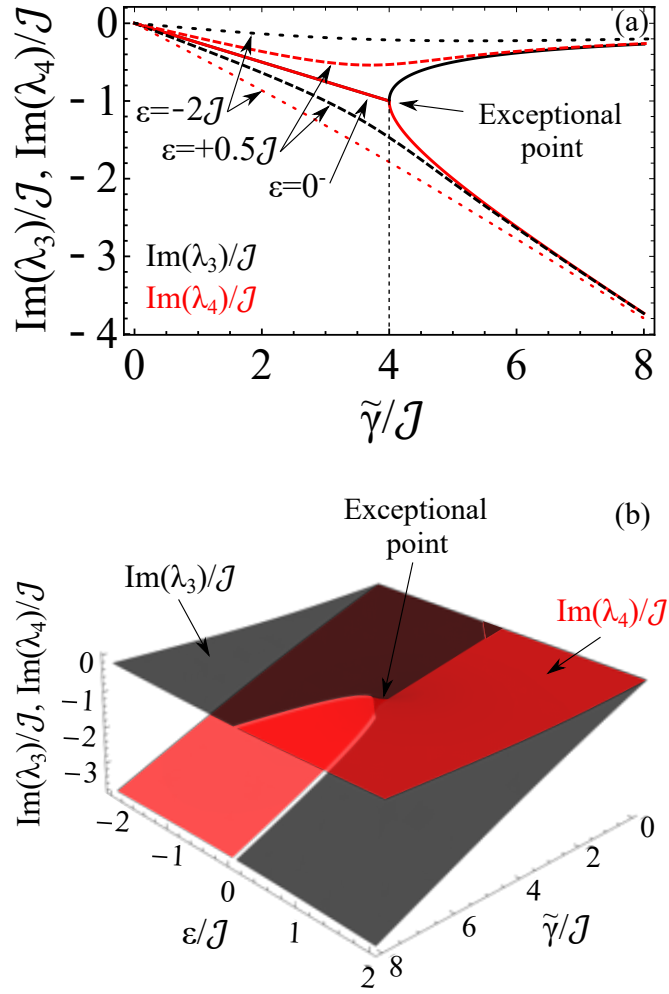 (a)
0
- 1
- 2
- 3
- 4
Im(λ₃)/𝒥, Im(λ₄)/𝒥
ε=-2𝒥
ε=+0.5𝒥
ε=0⁻
Exceptional
point
Im(λ₃)/𝒥
Im(λ₄)/𝒥
0 2 4 6 8
γ̃/𝒥
(b)
Exceptional
point
Im(λ₃)/𝒥
Im(λ₄)/𝒥
Im(λ₃)/𝒥, Im(λ₄)/𝒥
0
−1
−2
−3
−2 −1 0 1 2
ε/𝒥
0
2
4
6
8
γ̃/𝒥